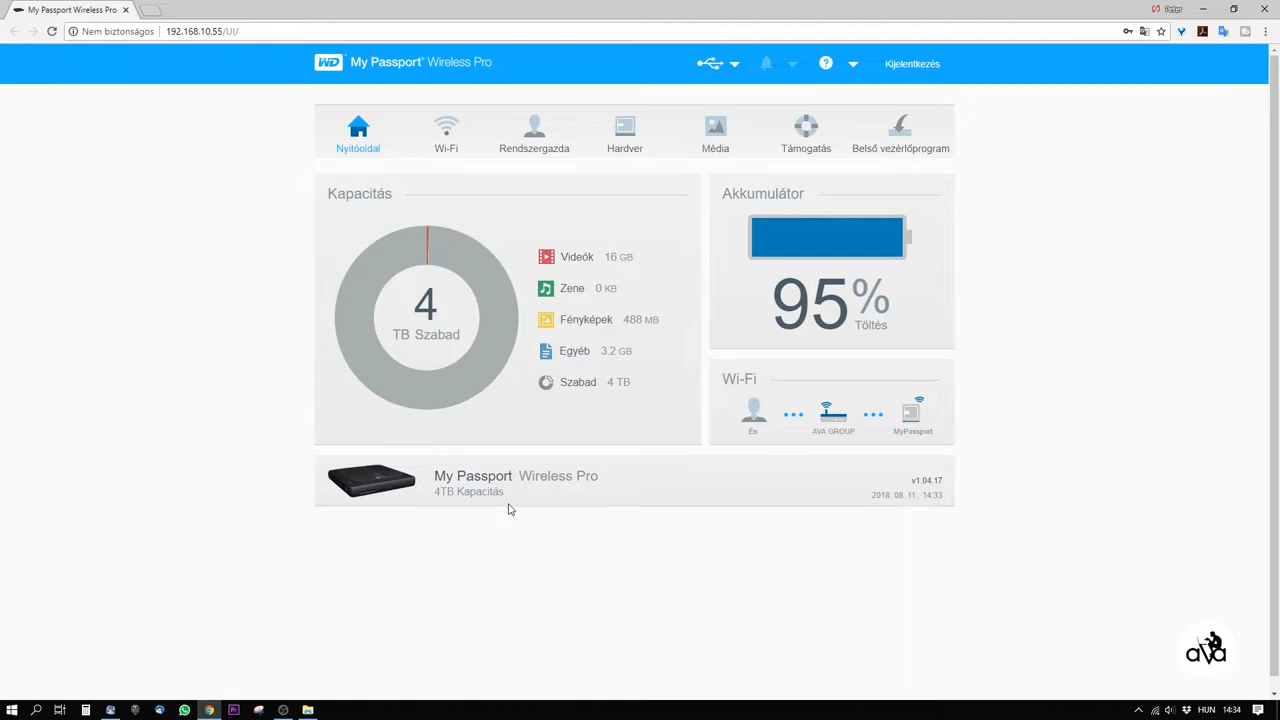 My Passport Wireless Pro
Peter
Nem biztonságos 192.168.10.55/UI/
WD My Passport Wireless Pro
Kijelentkezés
Nyitóoldal Wi-Fi Rendszergazda Hardver Média Támogatás Belső vezérlőprogram
Kapacitás
4
TB Szabad
Videók 16 GB
Zene 0 KB
Fényképek 488 MB
Egyéb 3.2 GB
Szabad 4 TB
Akkumulátor
95%
Töltés
Wi-Fi
Én AVA GROUP MyPassport
My Passport Wireless Pro
4TB Kapacitás
v1.04.17
2018. 08. 11. 14:33
ava
HUN 14:34